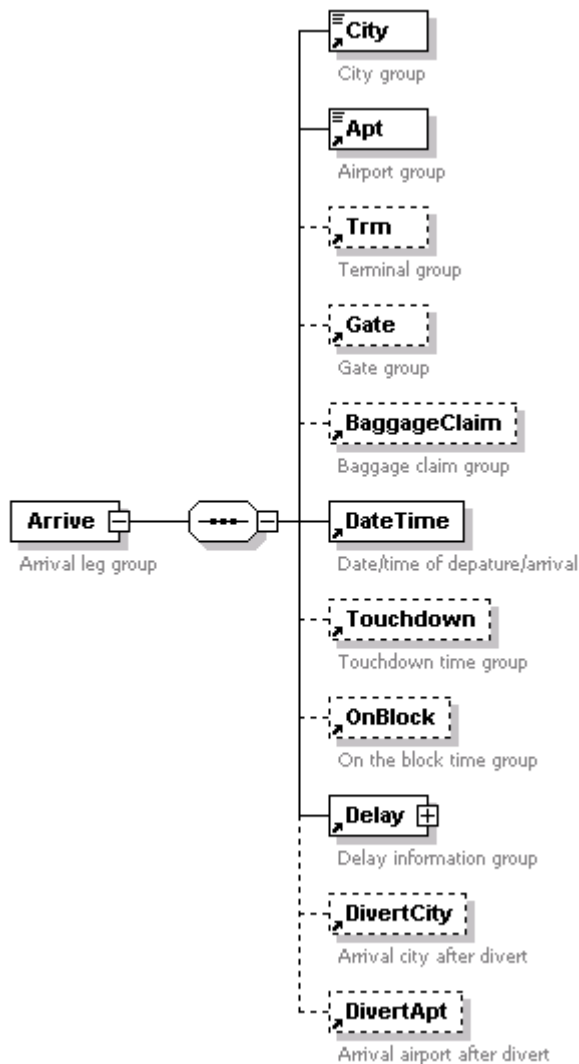 City
City group
Apt
Airport group
Trm
Terminal group
Gate
Gate group
BaggageClaim
Baggage claim group
Arrive
Arrival leg group
DateTime
Date/time of depature/arrival
Touchdown
Touchdown time group
OnBlock
On the block time group
Delay
Delay information group
DivertCity
Arrival city after divert
DivertApt
Arrival airport after divert